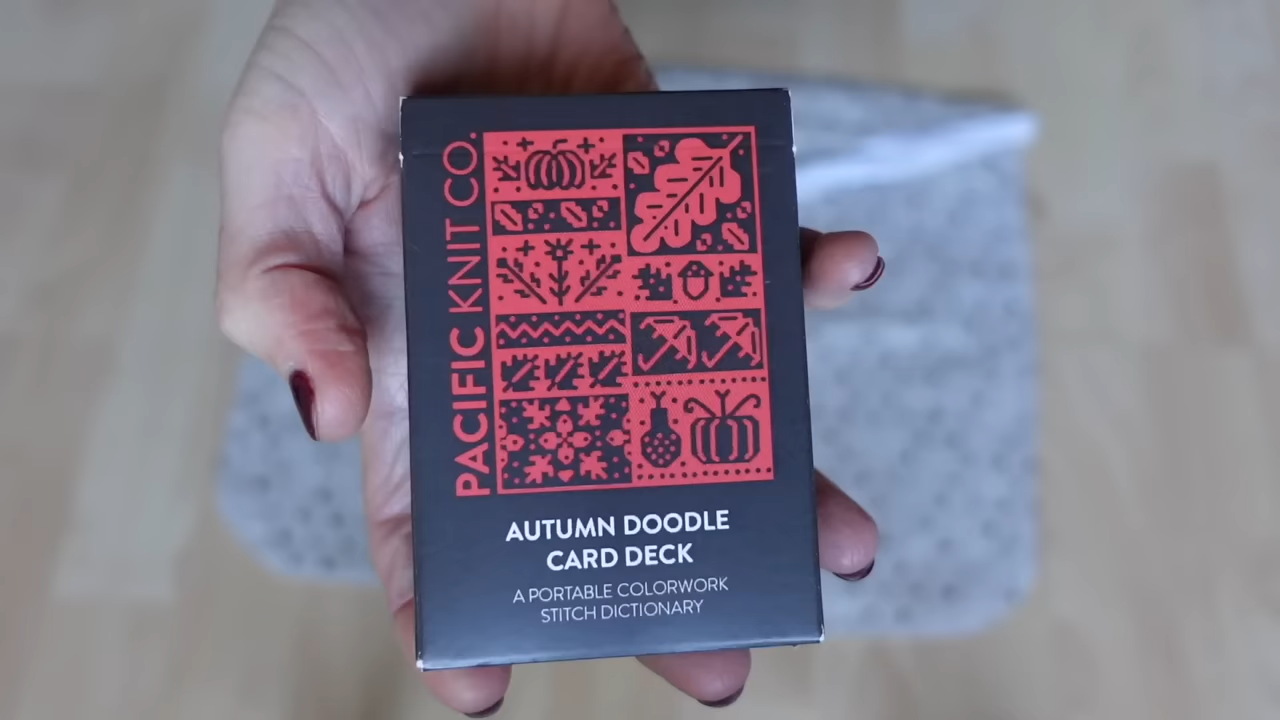 PACIFIC KNIT CO.
AUTUMN DOODLE
CARD DECK
A PORTABLE COLORWORK
STITCH DICTIONARY